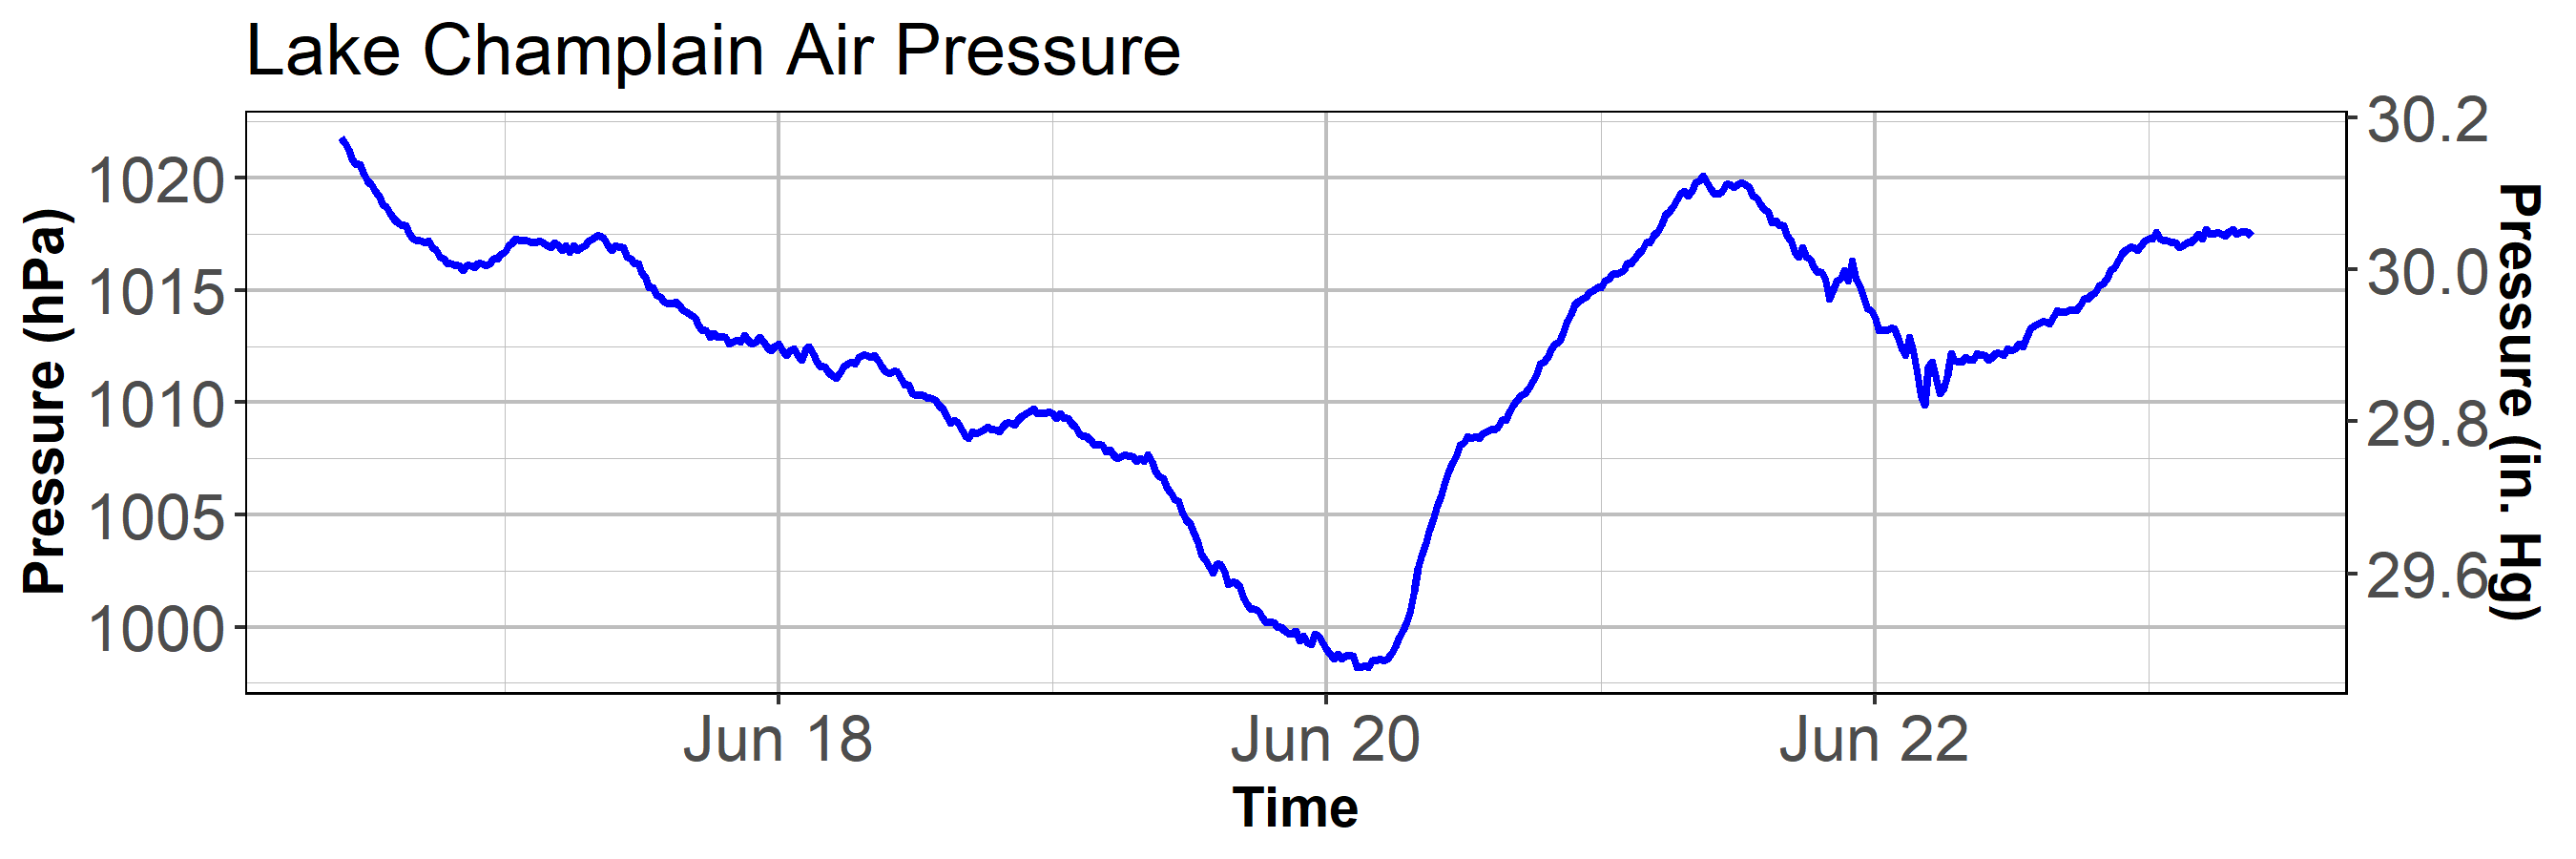 Lake Champlain Air Pressure
Pressure (hPa)
1020
1015
1010
1005
1000
30.2
30.0
29.8
29.6
Pressure (in. Hg)
Jun 18
Jun 20
Jun 22
Time